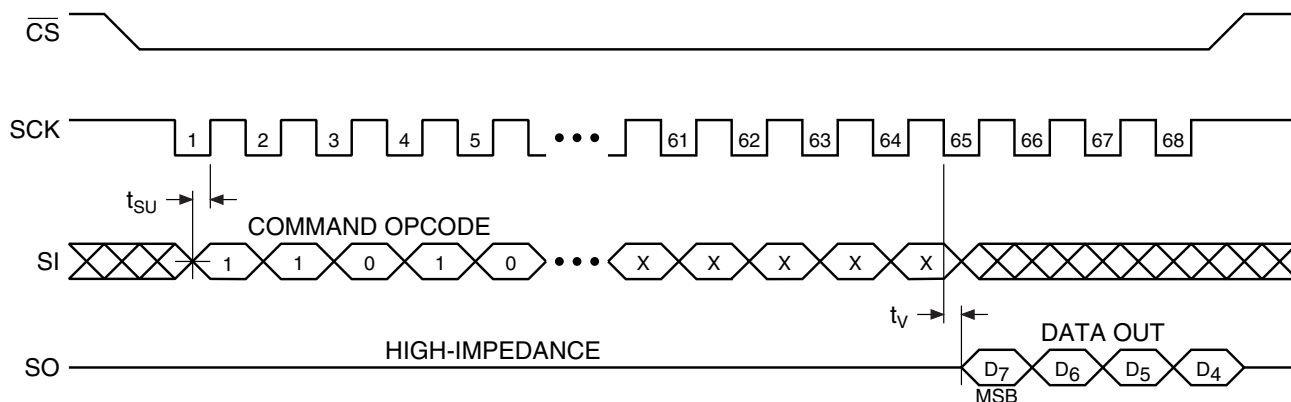 CS
SCK 1 2 3 4 5 ••• 61 62 63 64 65 66 67 68
tSU
COMMAND OPCODE
SI 1 1 0 1 0 ••• X X X X X
tV
DATA OUT
HIGH-IMPEDANCE
SO D7 D6 D5 D4
MSB